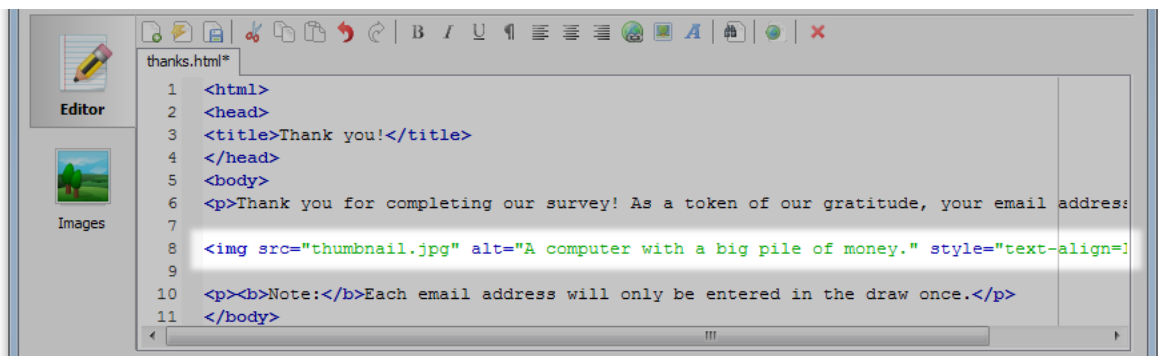 B I U ¶ A
thanks.html*
Editor
Images
1 <html>
2 <head>
3 <title>Thank you!</title>
4 </head>
5 <body>
6 <p>Thank you for completing our survey! As a token of our gratitude, your email address
7
8 <img src="thumbnail.jpg" alt="A computer with a big pile of money." style="text-align=
9
10 <p><b>Note:</b>Each email address will only be entered in the draw once.</p>
11 </body>